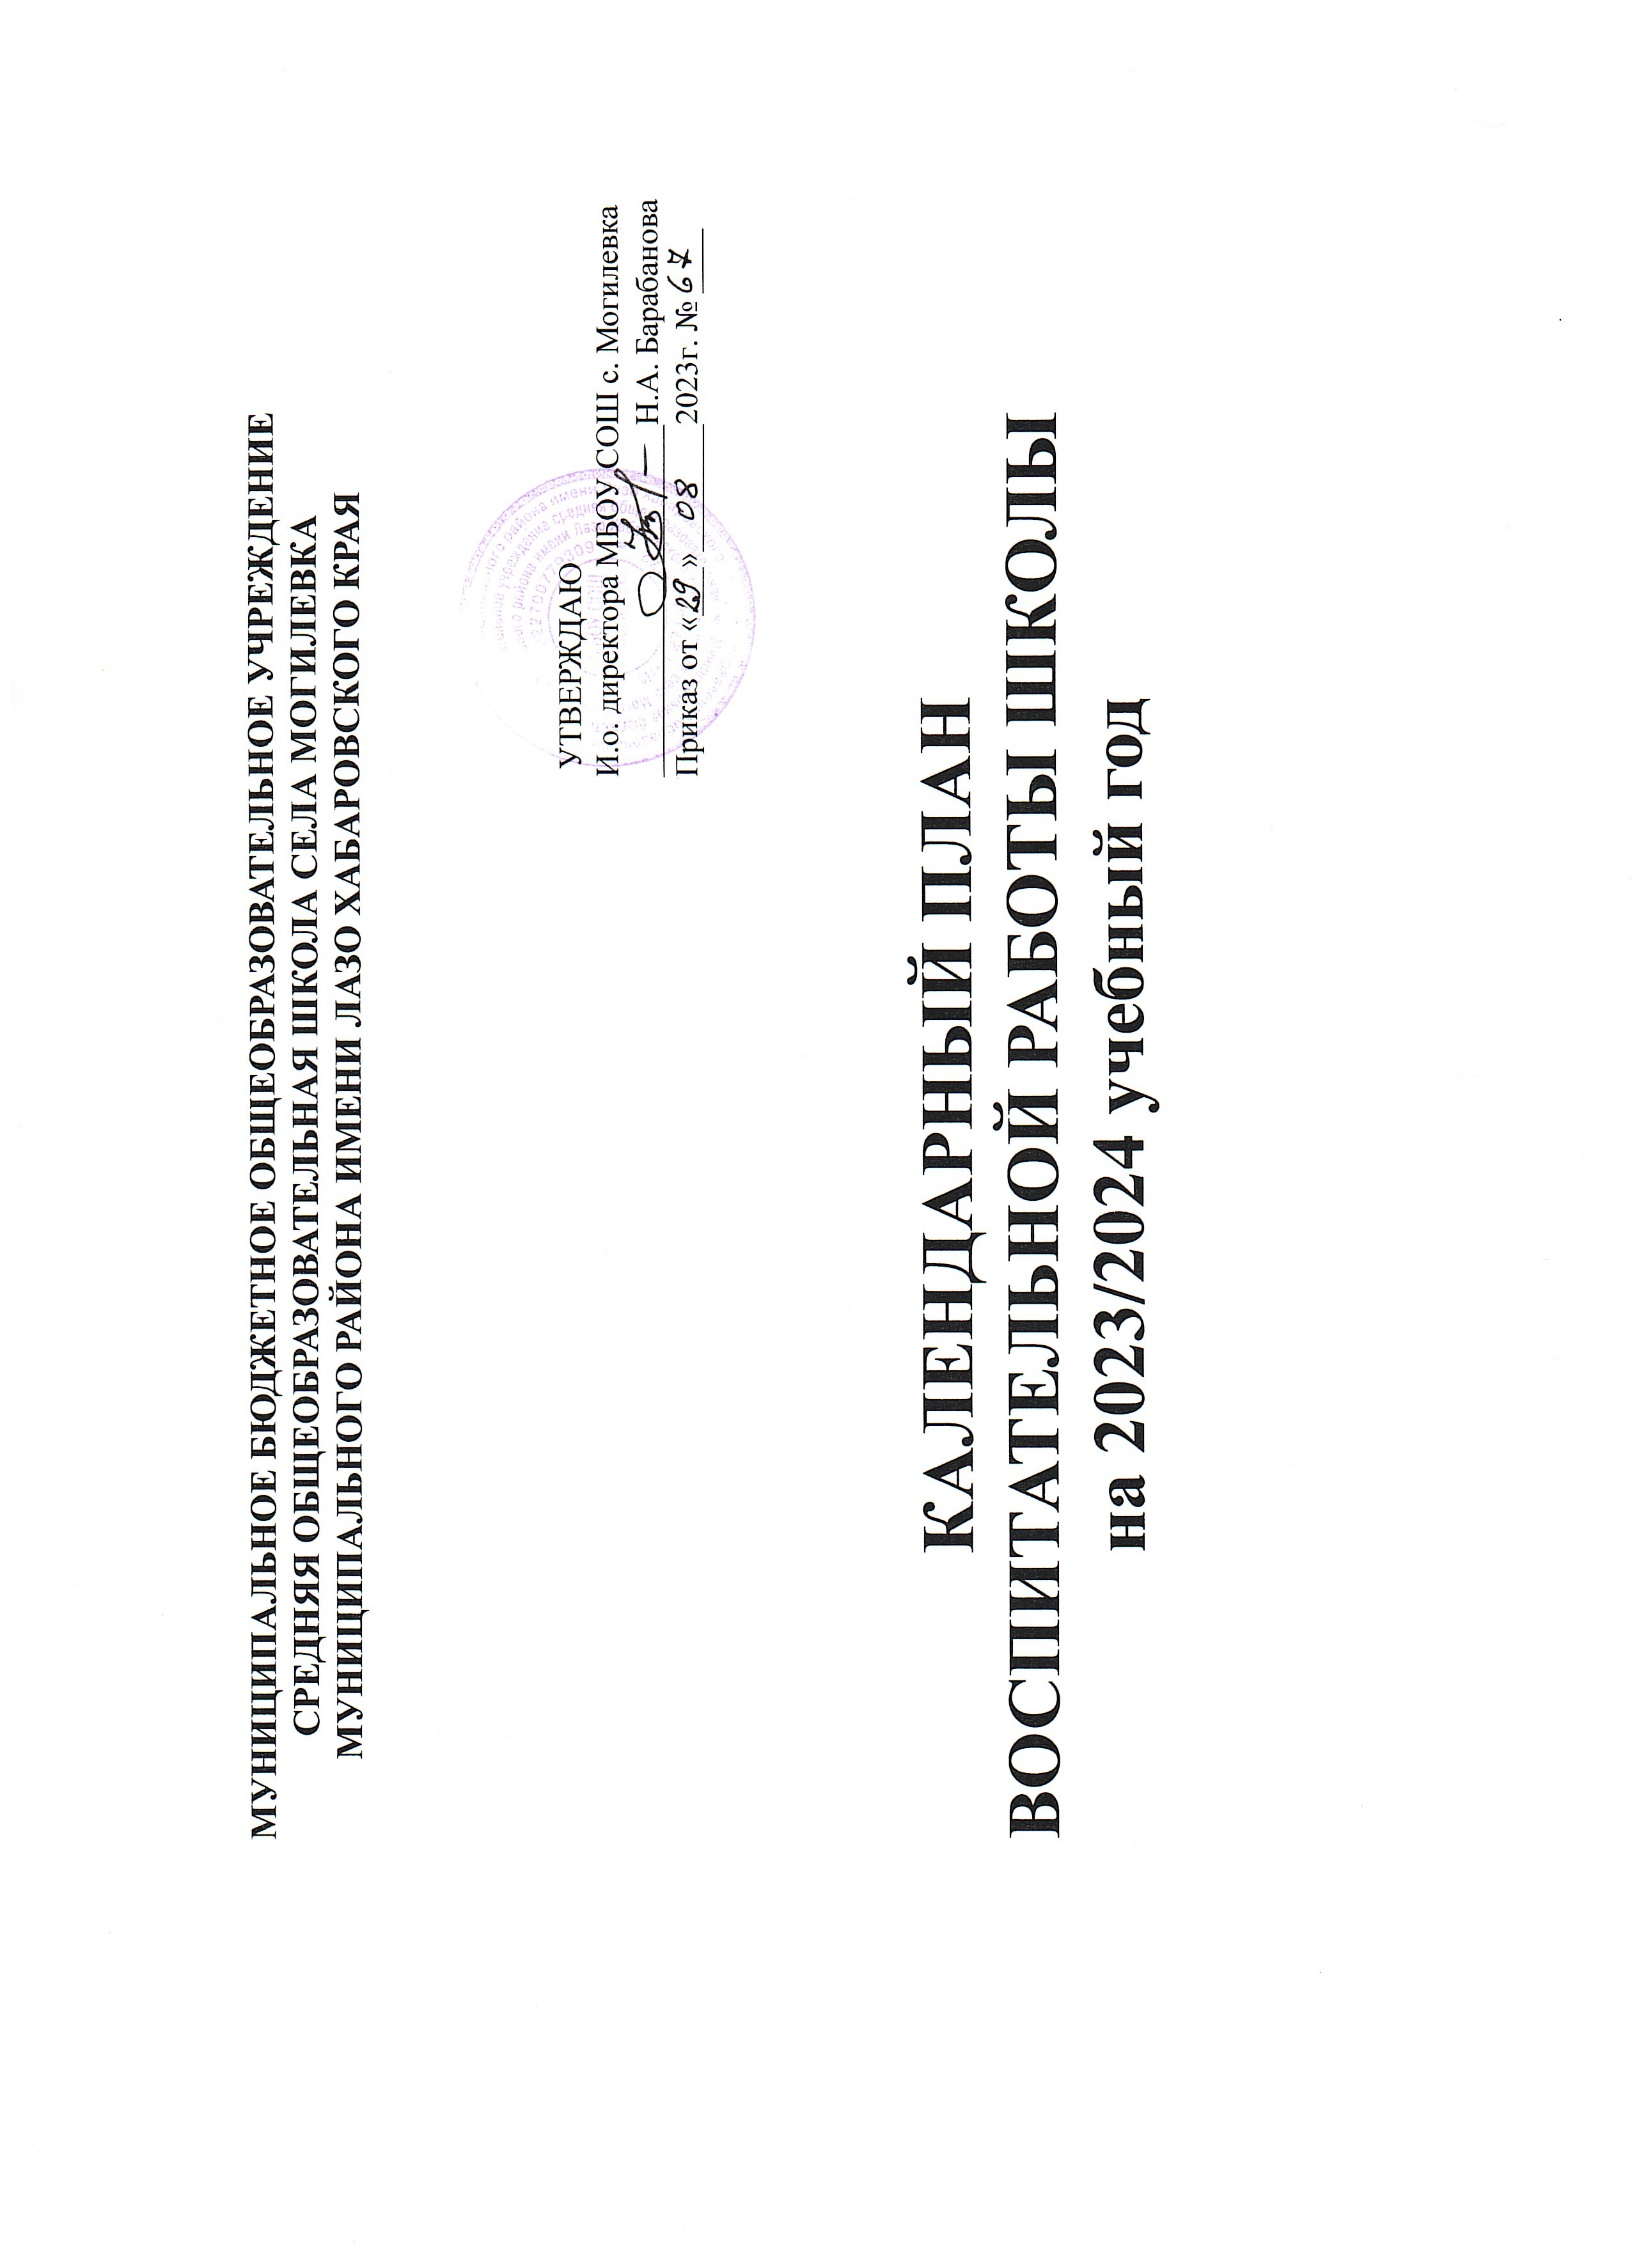 МУНИЦИПАЛЬНОЕ БЮДЖЕТНОЕ ОБЩЕОБРАЗОВАТЕЛЬНОЕ УЧРЕЖДЕНИЕ
СРЕДНЯЯ ОБЩЕОБРАЗОВАТЕЛЬНАЯ ШКОЛА СЕЛА МОГИЛЕВКА
МУНИЦИПАЛЬНОГО РАЙОНА ИМЕНИ ЛАЗО ХАБАРОВСКОГО КРАЯ
УТВЕРЖДАЮ
И.о. директора МБОУ СОШ с. Могилевка
Н.А. Барабанова
Приказ от «29» 08 2023г. № 67
КАЛЕНДАРНЫЙ ПЛАН
ВОСПИТАТЕЛЬНОЙ РАБОТЫ ШКОЛЫ
на 2023/2024 учебный год